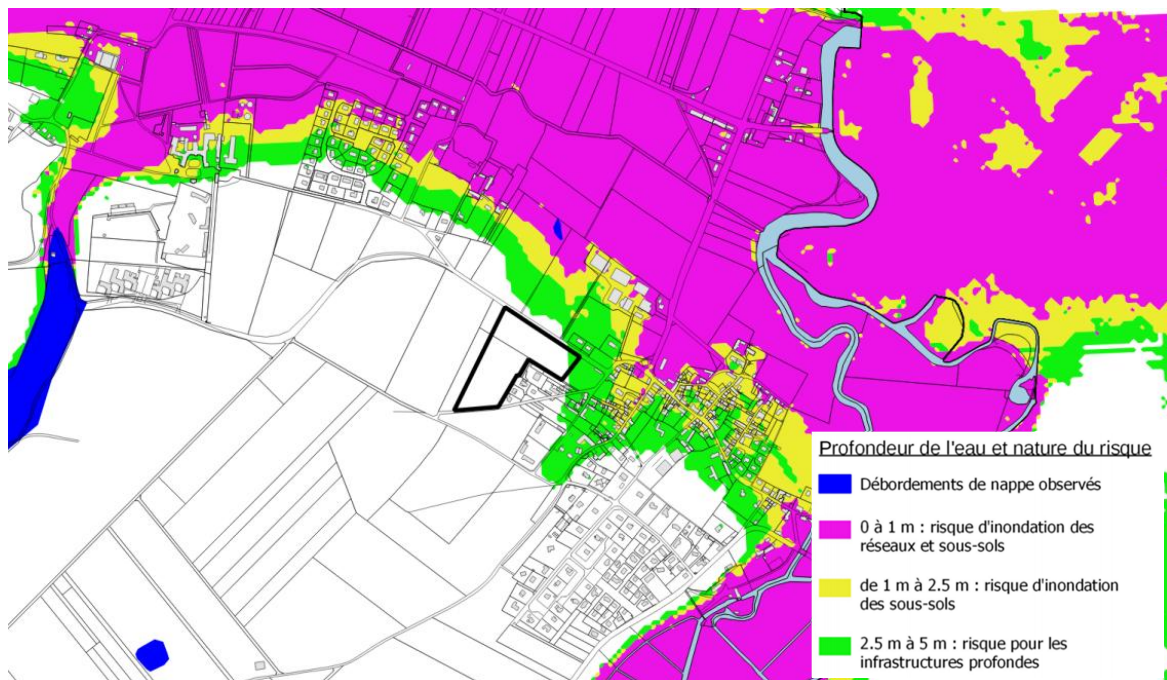 Profondeur de l'eau et nature du risque
Débordements de nappe observés
0 à 1 m : risque d'inondation des
réseaux et sous-sols
de 1 m à 2.5 m : risque d'inondation
des sous-sols
2.5 m à 5 m : risque pour les
infrastructures profondes